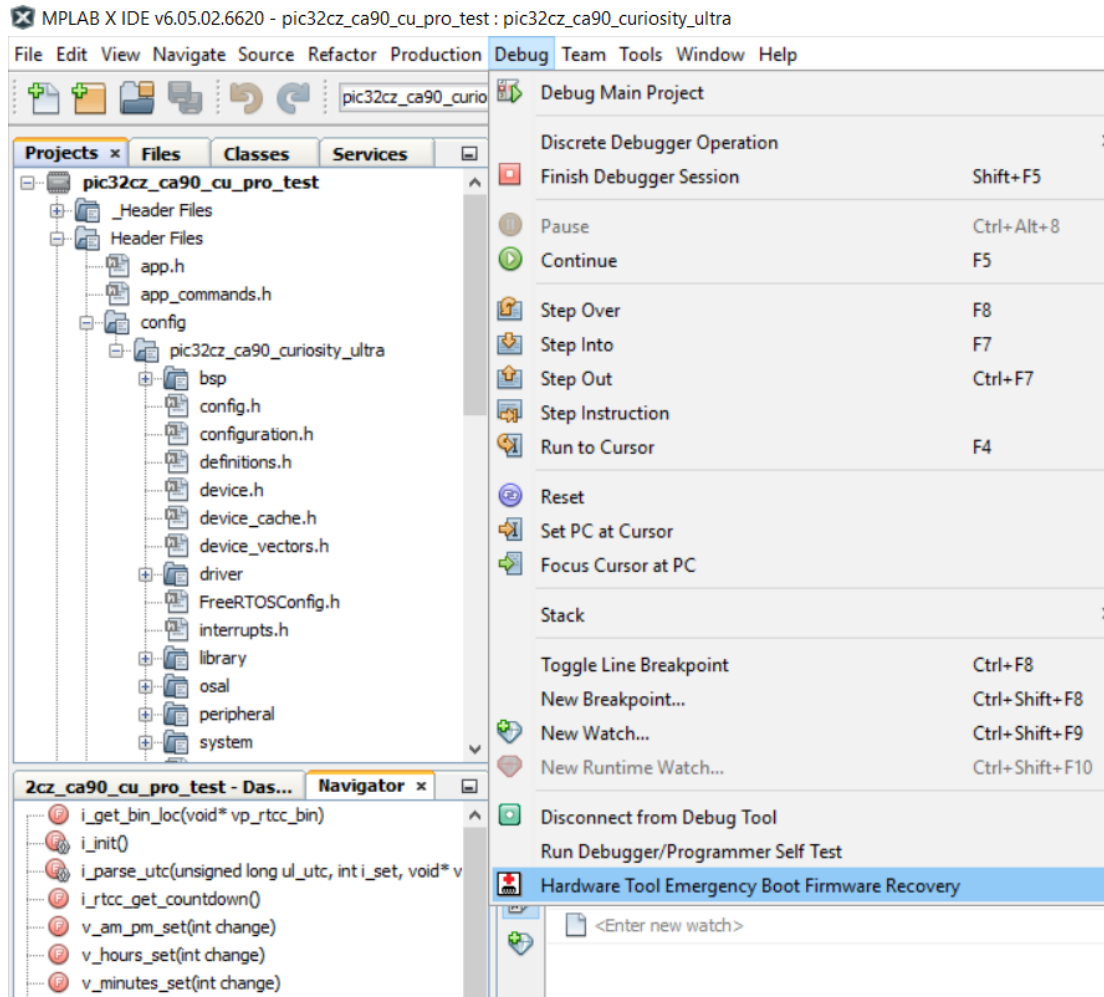 MPLAB X IDE v6.05.02.6620 - pic32cz_ca90_cu_pro_test : pic32cz_ca90_curiosity_ultra
File Edit View Navigate Source Refactor Production Debug Team Tools Window Help
pic32cz_ca90_curio
Projects × Files Classes Services
pic32cz_ca90_cu_pro_test
_Header Files
Header Files
app.h
app_commands.h
config
pic32cz_ca90_curiosity_ultra
bsp
config.h
configuration.h
definitions.h
device.h
device_cache.h
device_vectors.h
driver
FreeRTOSConfig.h
interrupts.h
library
osal
peripheral
system
2cz_ca90_cu_pro_test - Das... Navigator ×
i_get_bin_loc(void* vp_rtcc_bin)
i_init()
i_parse_utc(unsigned long ul_utc, int i_set, void* v
i_rtcc_get_countdown()
v_am_pm_set(int change)
v_hours_set(int change)
v_minutes_set(int change)
Debug Main Project
Discrete Debugger Operation
Finish Debugger Session Shift+F5
Pause Ctrl+Alt+8
Continue F5
Step Over F8
Step Into F7
Step Out Ctrl+F7
Step Instruction
Run to Cursor F4
Reset
Set PC at Cursor
Focus Cursor at PC
Stack
Toggle Line Breakpoint Ctrl+F8
New Breakpoint... Ctrl+Shift+F8
New Watch... Ctrl+Shift+F9
New Runtime Watch... Ctrl+Shift+F10
Disconnect from Debug Tool
Run Debugger/Programmer Self Test
Hardware Tool Emergency Boot Firmware Recovery
<Enter new watch>